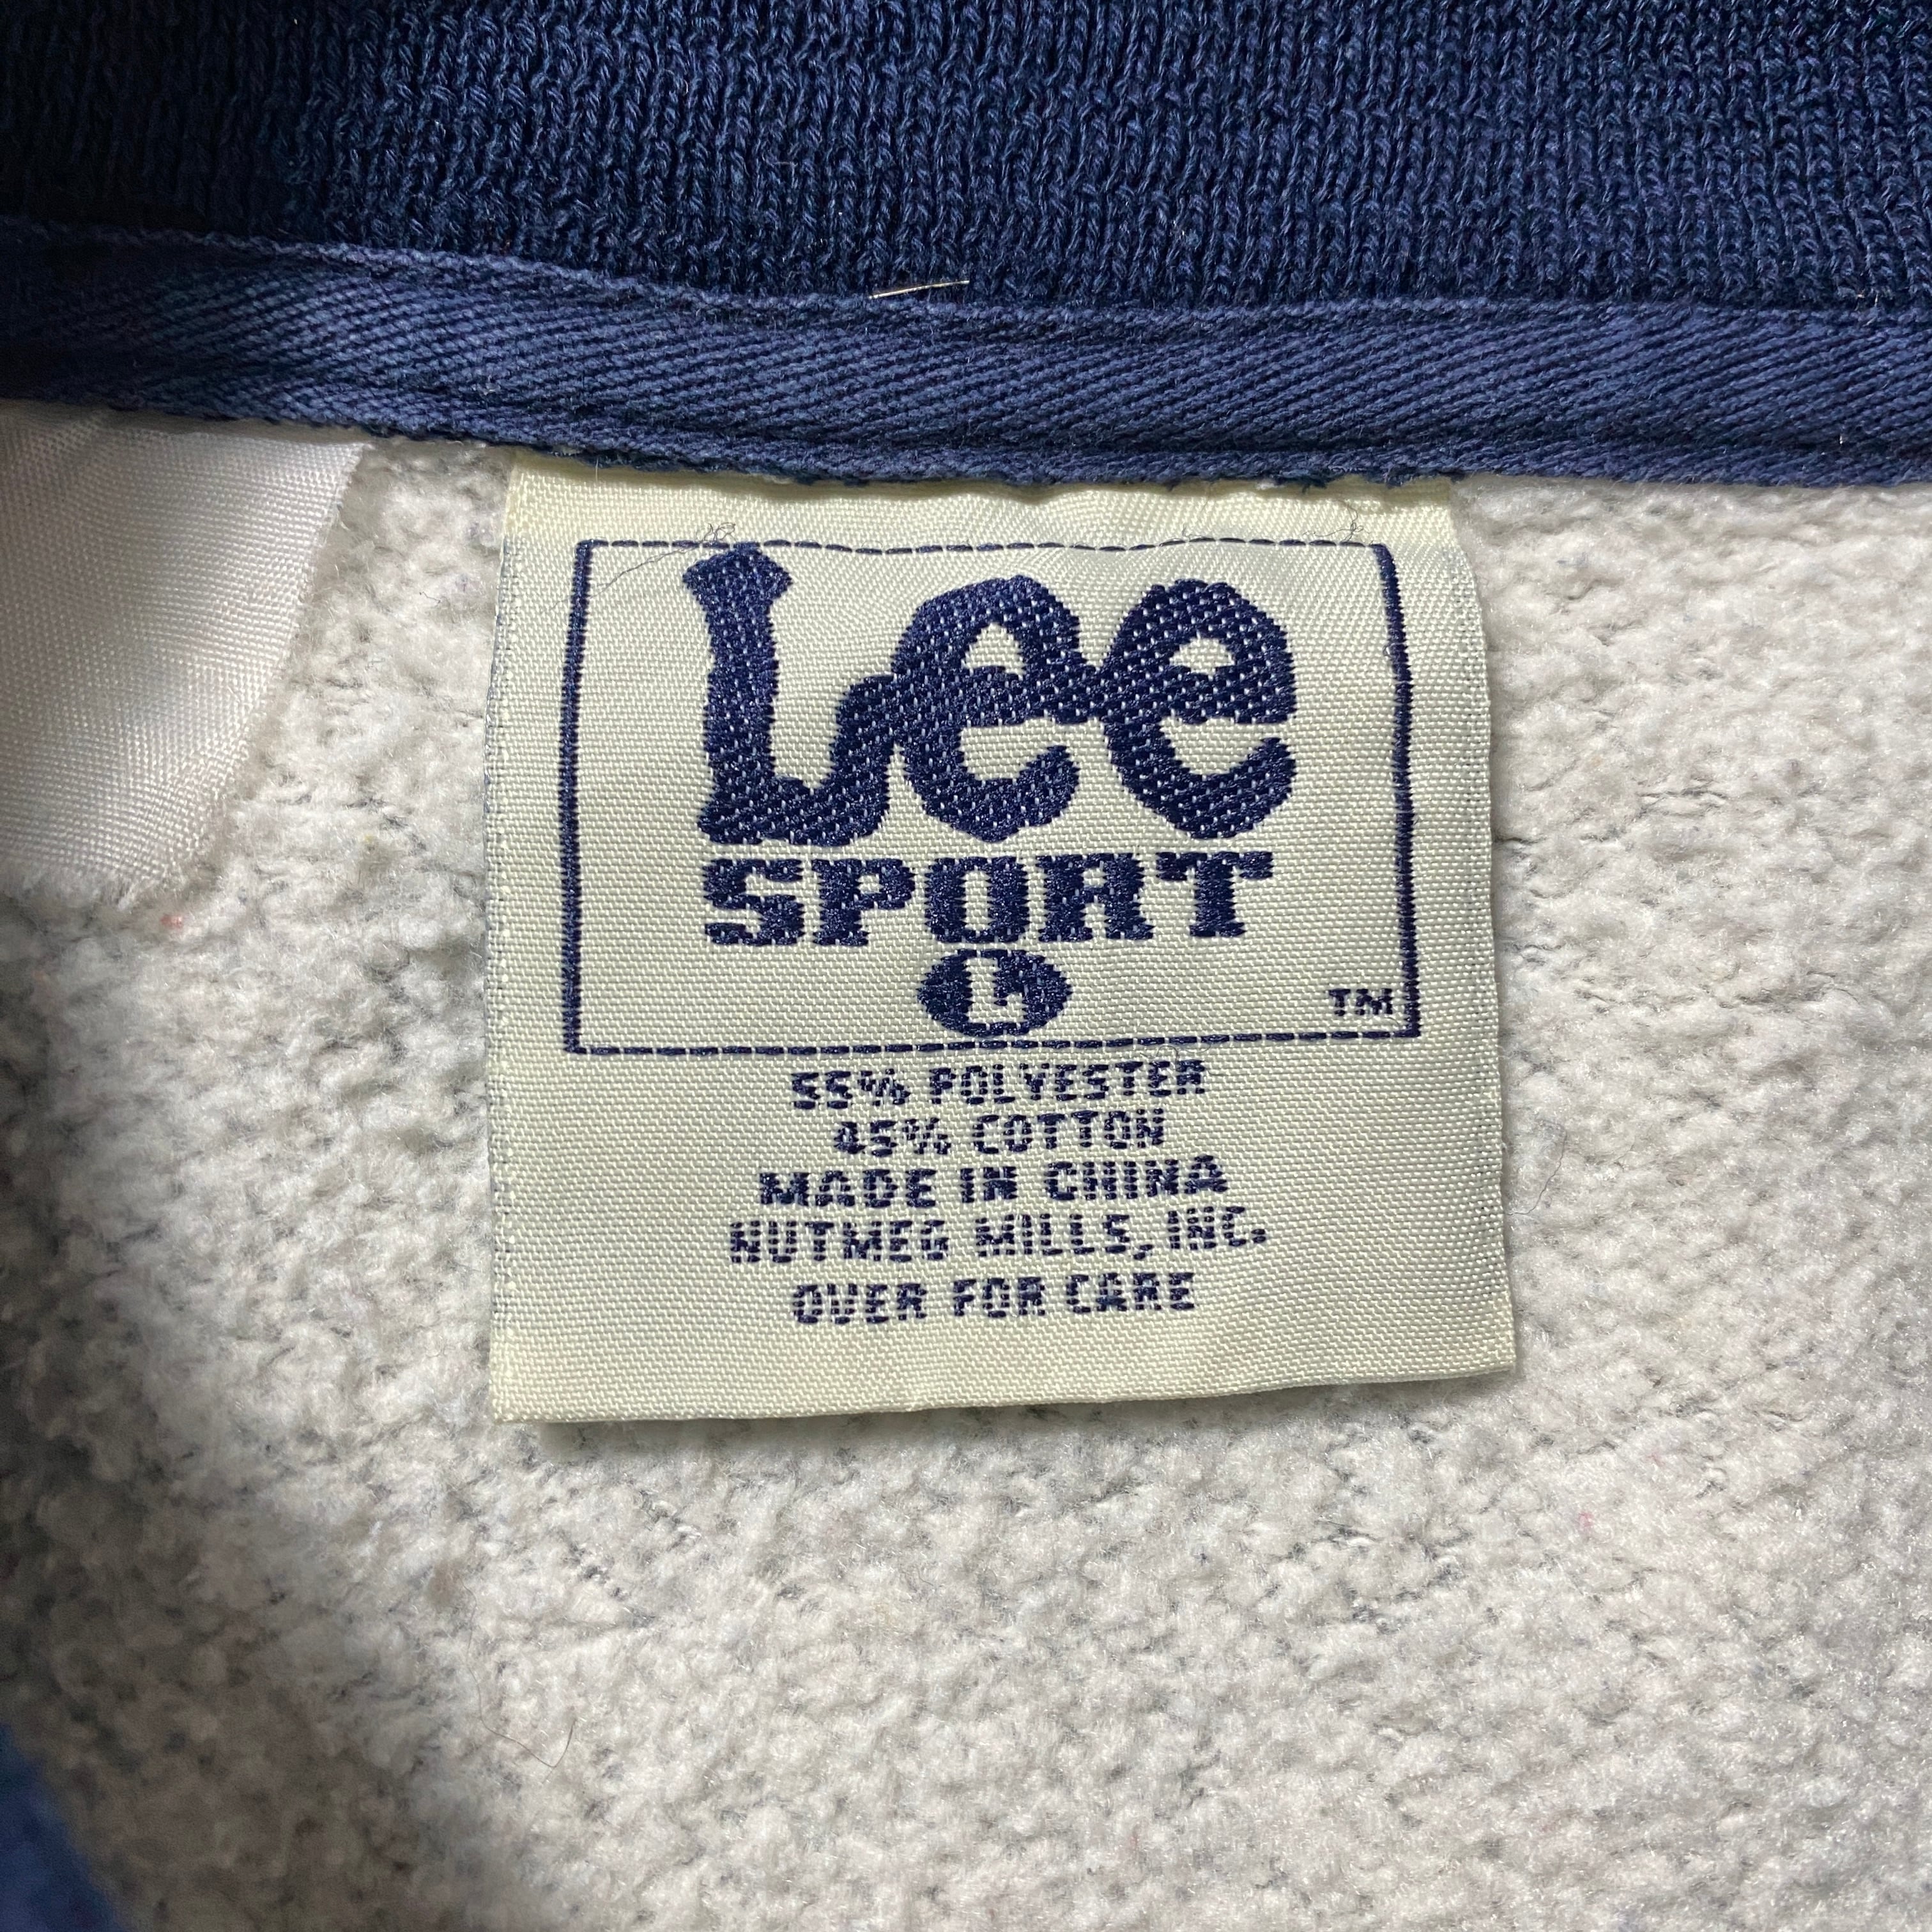 Lee
SPORT
L
TM
55% POLYESTER
45% COTTON
MADE IN CHINA
NUTMEG MILLS, INC.
OVER FOR CARE